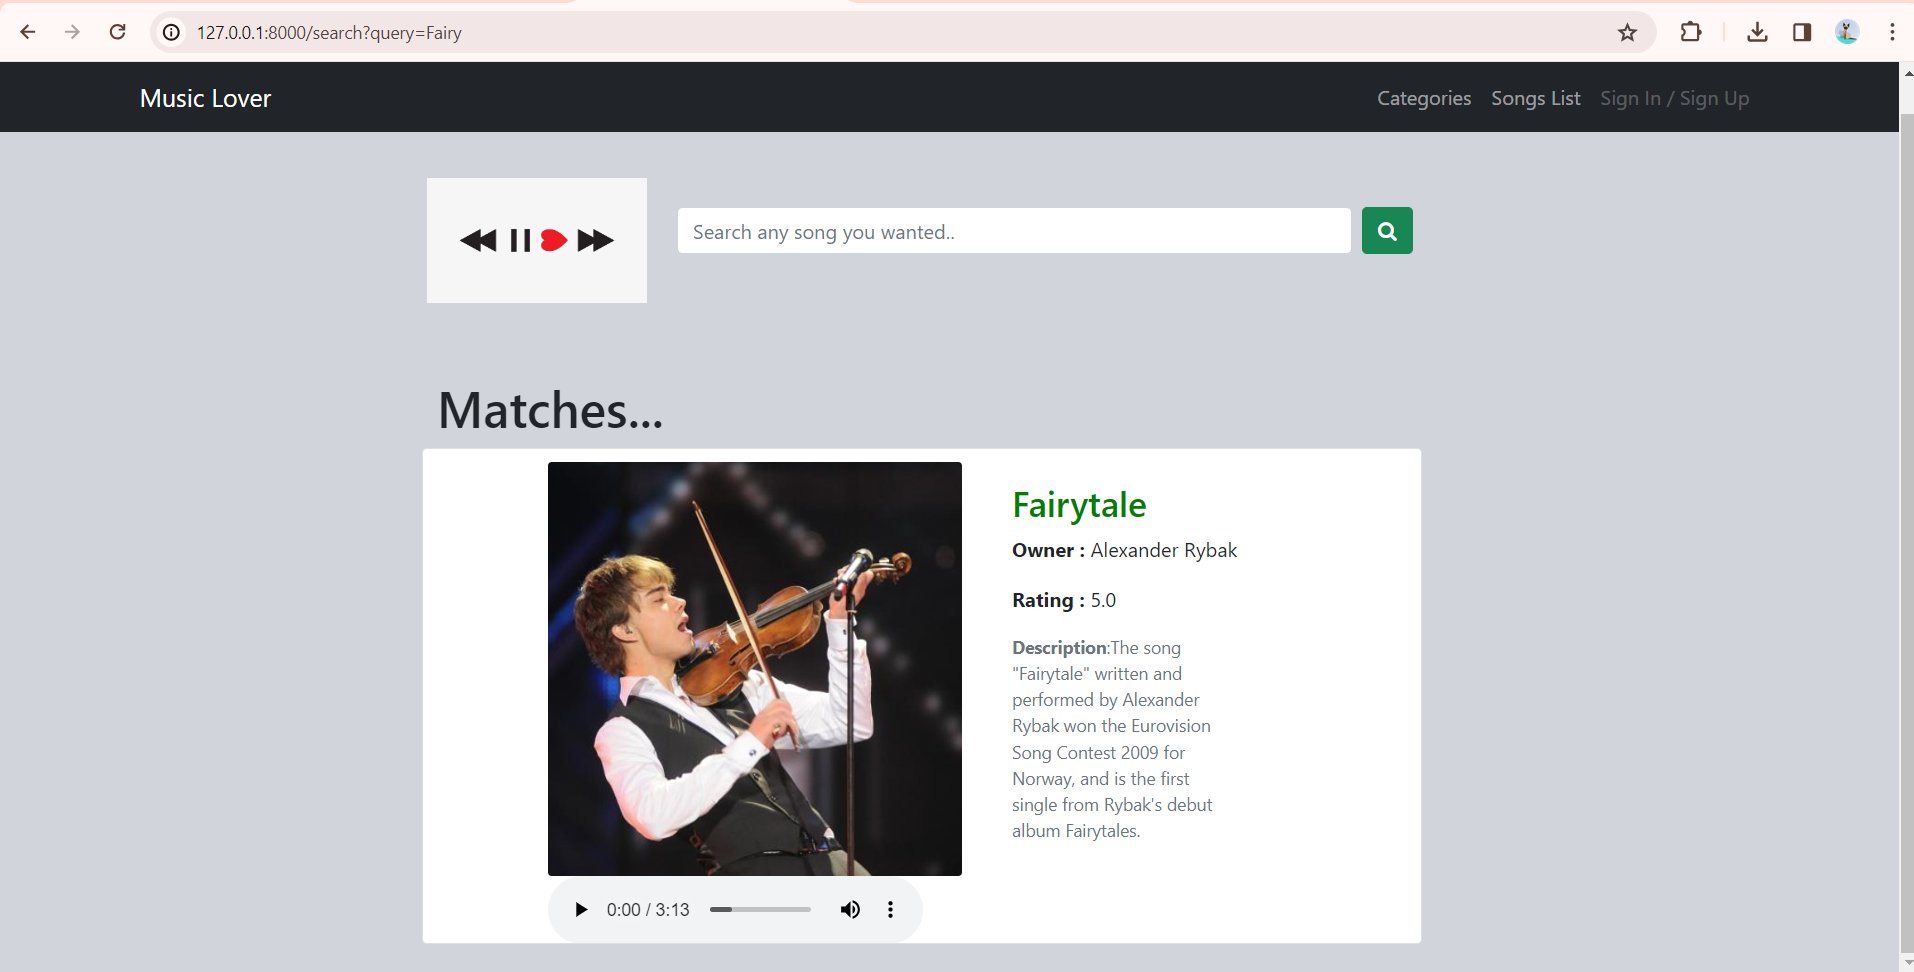 127.0.0.1:8000/search?query=Fairy
Music Lover
Categories
Songs List
Sign In / Sign Up
Search any song you wanted..
Matches...
Fairytale
Owner : Alexander Rybak
Rating : 5.0
Description:The song
"Fairytale" written and
performed by Alexander
Rybak won the Eurovision
Song Contest 2009 for
Norway, and is the first
single from Rybak's debut
album Fairytales.
0:00 / 3:13